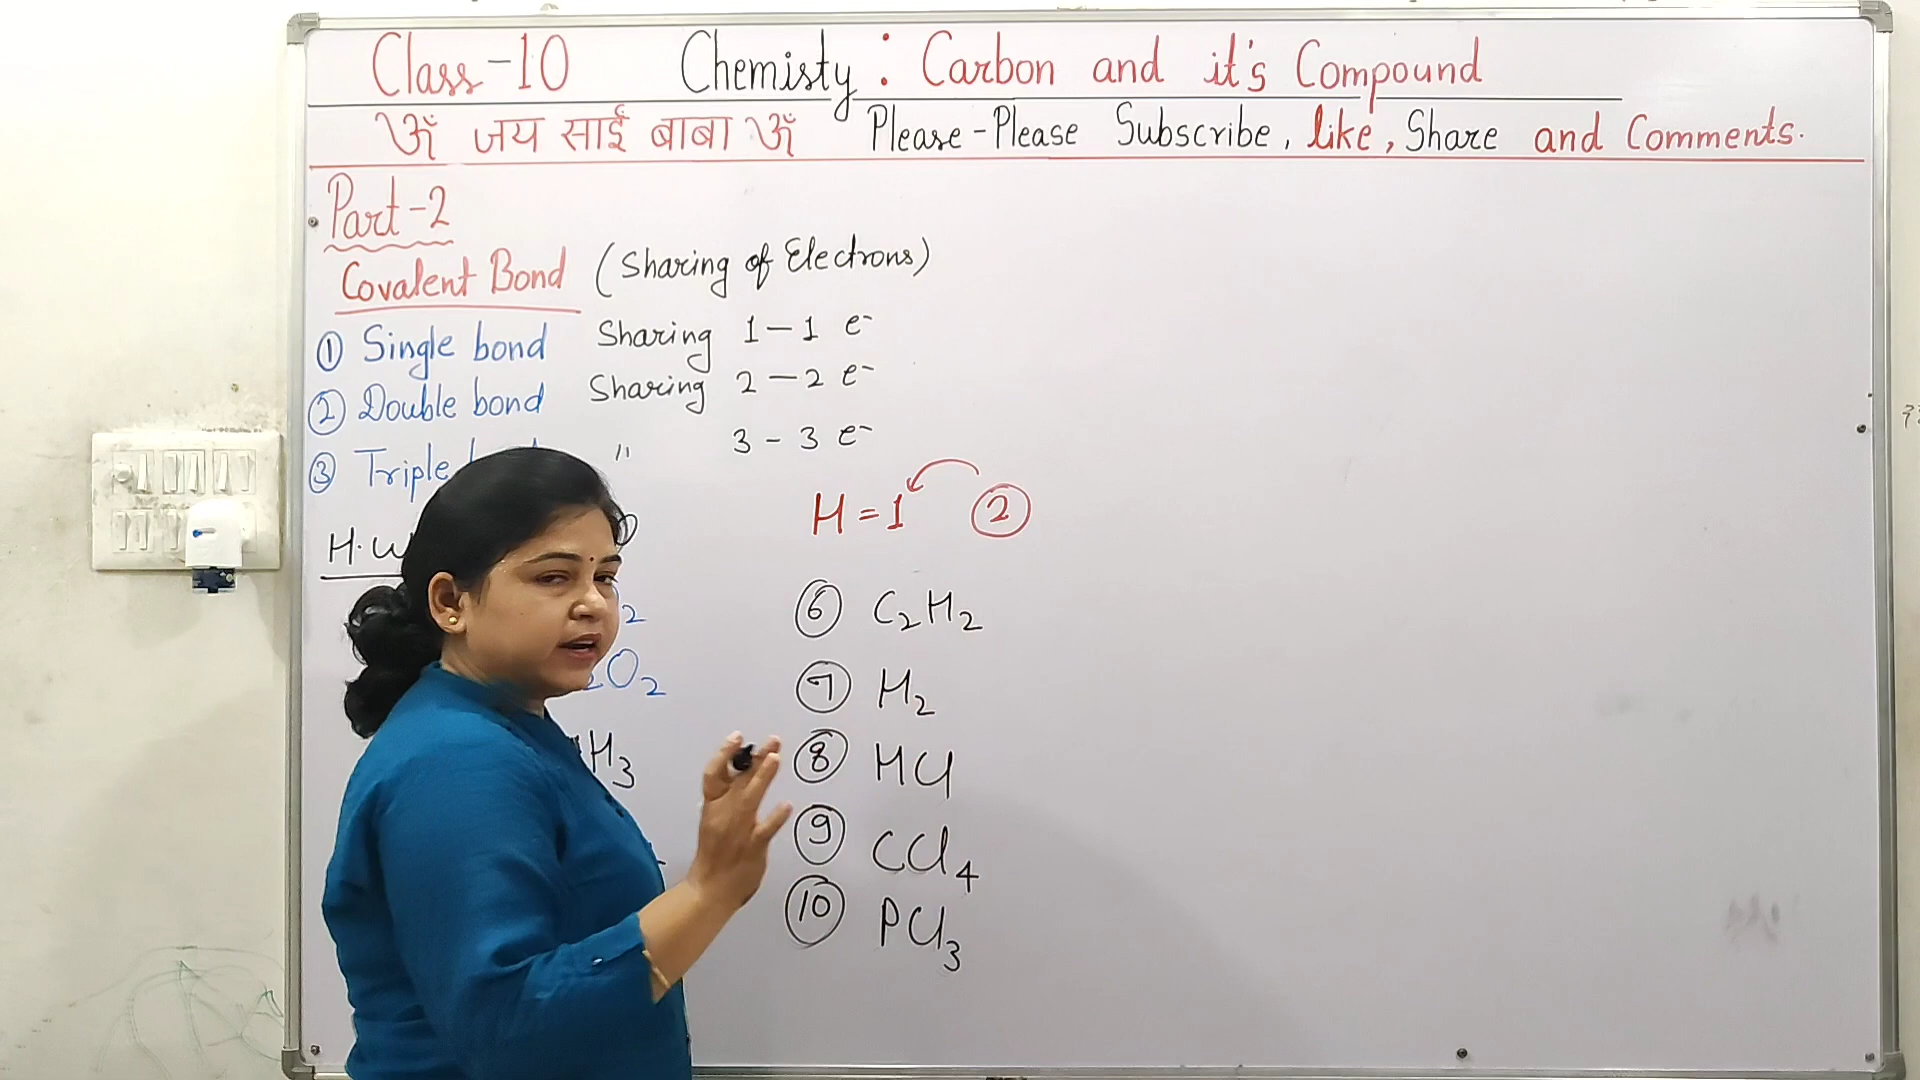 Class-10 Chemisty : Carbon and it's Compound
ॐ जय साईं बाबा ॐ Please-Please Subscribe, like, Share and Comments.
Part-2
Covalent Bond (Sharing of Electrons)
① Single bond Sharing 1-1 e⁻
② Double bond Sharing 2-2 e⁻
③ Triple " 3-3 e⁻
H = 1 ②
⑥ C₂H₂
⑦ H₂
⑧ HCl
⑨ CCl₄
⑩ PCl₃